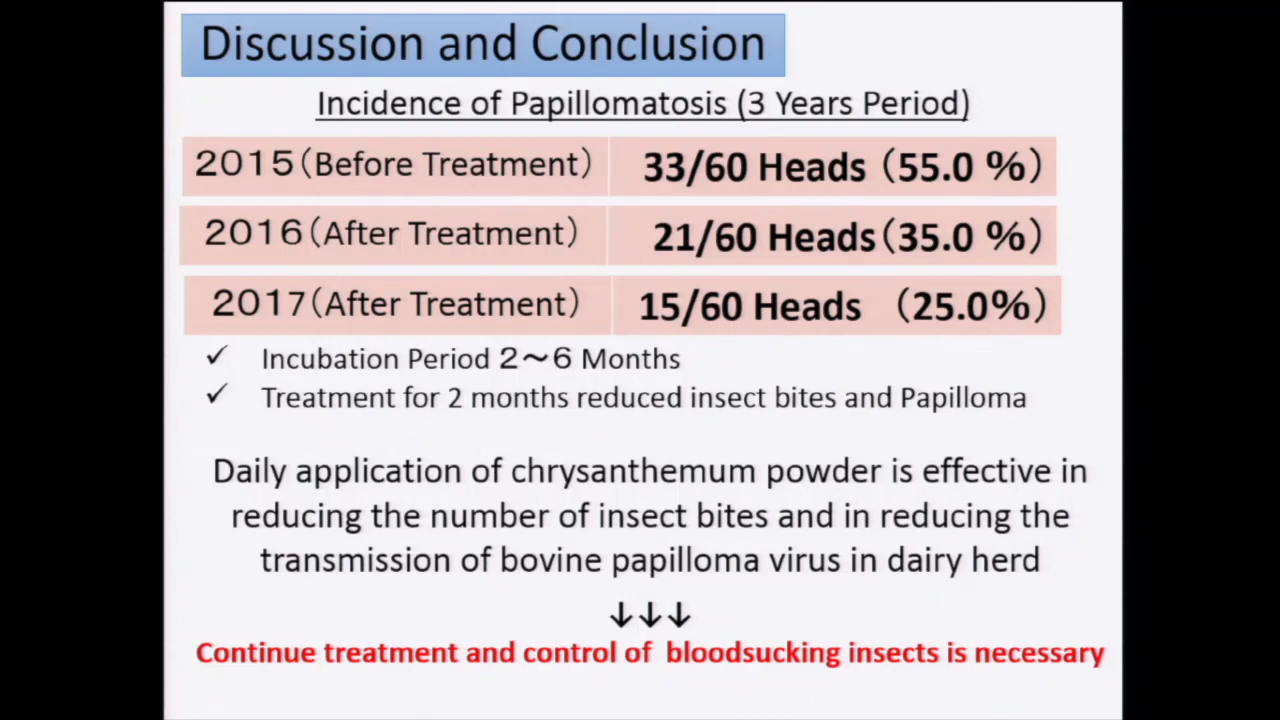 Discussion and Conclusion
Incidence of Papillomatosis (3 Years Period)
2015(Before Treatment) 33/60 Heads (55.0 %)
2016(After Treatment) 21/60 Heads(35.0 %)
2017(After Treatment) 15/60 Heads (25.0%)
✓ Incubation Period 2～6 Months
✓ Treatment for 2 months reduced insect bites and Papilloma
Daily application of chrysanthemum powder is effective in
reducing the number of insect bites and in reducing the
transmission of bovine papilloma virus in dairy herd
↓↓↓
Continue treatment and control of bloodsucking insects is necessary